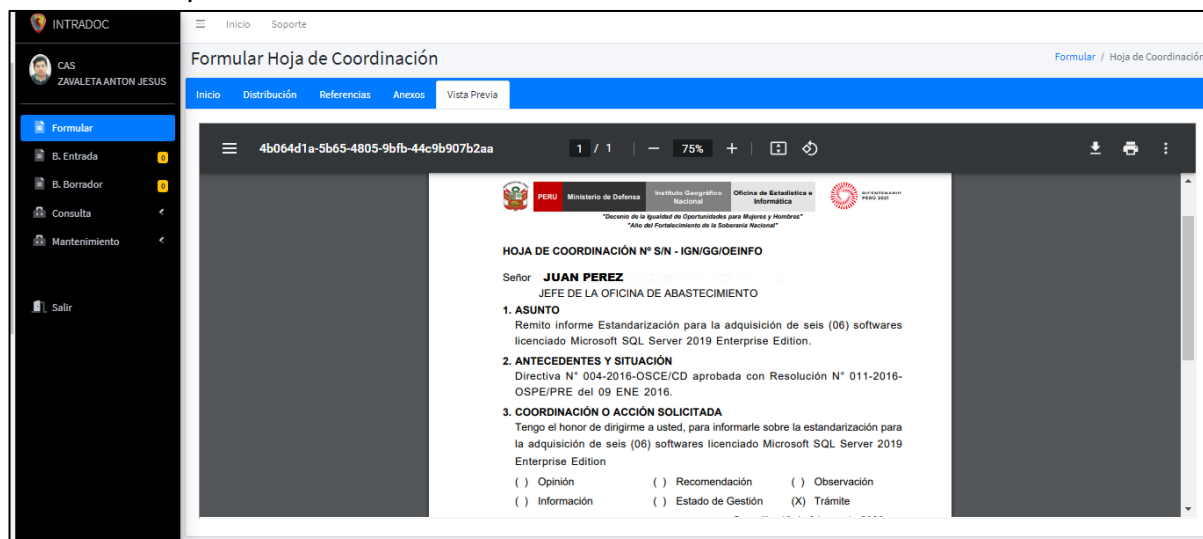 INTRADOC
Inicio Soporte
CAS
ZAVALETA ANTON JESUS
Formular Hoja de Coordinación
Formular / Hoja de Coordinación
Inicio Distribución Referencias Anexos Vista Previa
Formular
B. Entrada 0
B. Borrador 0
Consulta
Mantenimiento
Salir
4b064d1a-5b65-4805-9bfb-44c9b907b2aa 1 / 1 75%
PERÚ Ministerio de Defensa Instituto Geográfico Nacional Oficina de Estadística e Informática BICENTENARIO PERÚ 2021
"Decenio de la Igualdad de Oportunidades para Mujeres y Hombres"
"Año del Fortalecimiento de la Soberanía Nacional"
HOJA DE COORDINACIÓN Nº S/N - IGN/GG/OEINFO
Señor JUAN PEREZ
JEFE DE LA OFICINA DE ABASTECIMIENTO
1. ASUNTO
Remito informe Estandarización para la adquisición de seis (06) softwares
licenciado Microsoft SQL Server 2019 Enterprise Edition.
2. ANTECEDENTES Y SITUACIÓN
Directiva N° 004-2016-OSCE/CD aprobada con Resolución N° 011-2016-
OSPE/PRE del 09 ENE 2016.
3. COORDINACIÓN O ACCIÓN SOLICITADA
Tengo el honor de dirigirme a usted, para informarle sobre la estandarización para
la adquisición de seis (06) softwares licenciado Microsoft SQL Server 2019
Enterprise Edition
( ) Opinión ( ) Recomendación ( ) Observación
( ) Información ( ) Estado de Gestión (X) Trámite